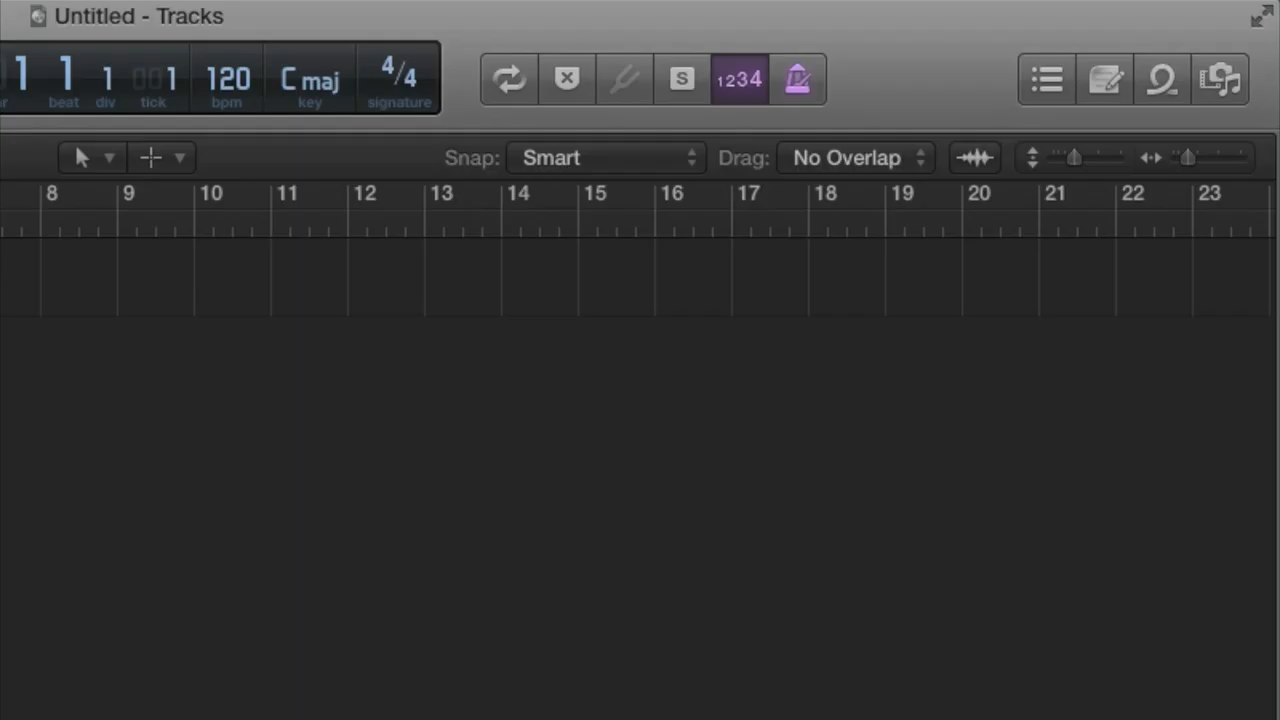 Untitled - Tracks
1 1 1 001 120 C maj 4/4
beat div tick bpm key signature
S 1234
Snap: Smart Drag: No Overlap
8 9 10 11 12 13 14 15 16 17 18 19 20 21 22 23